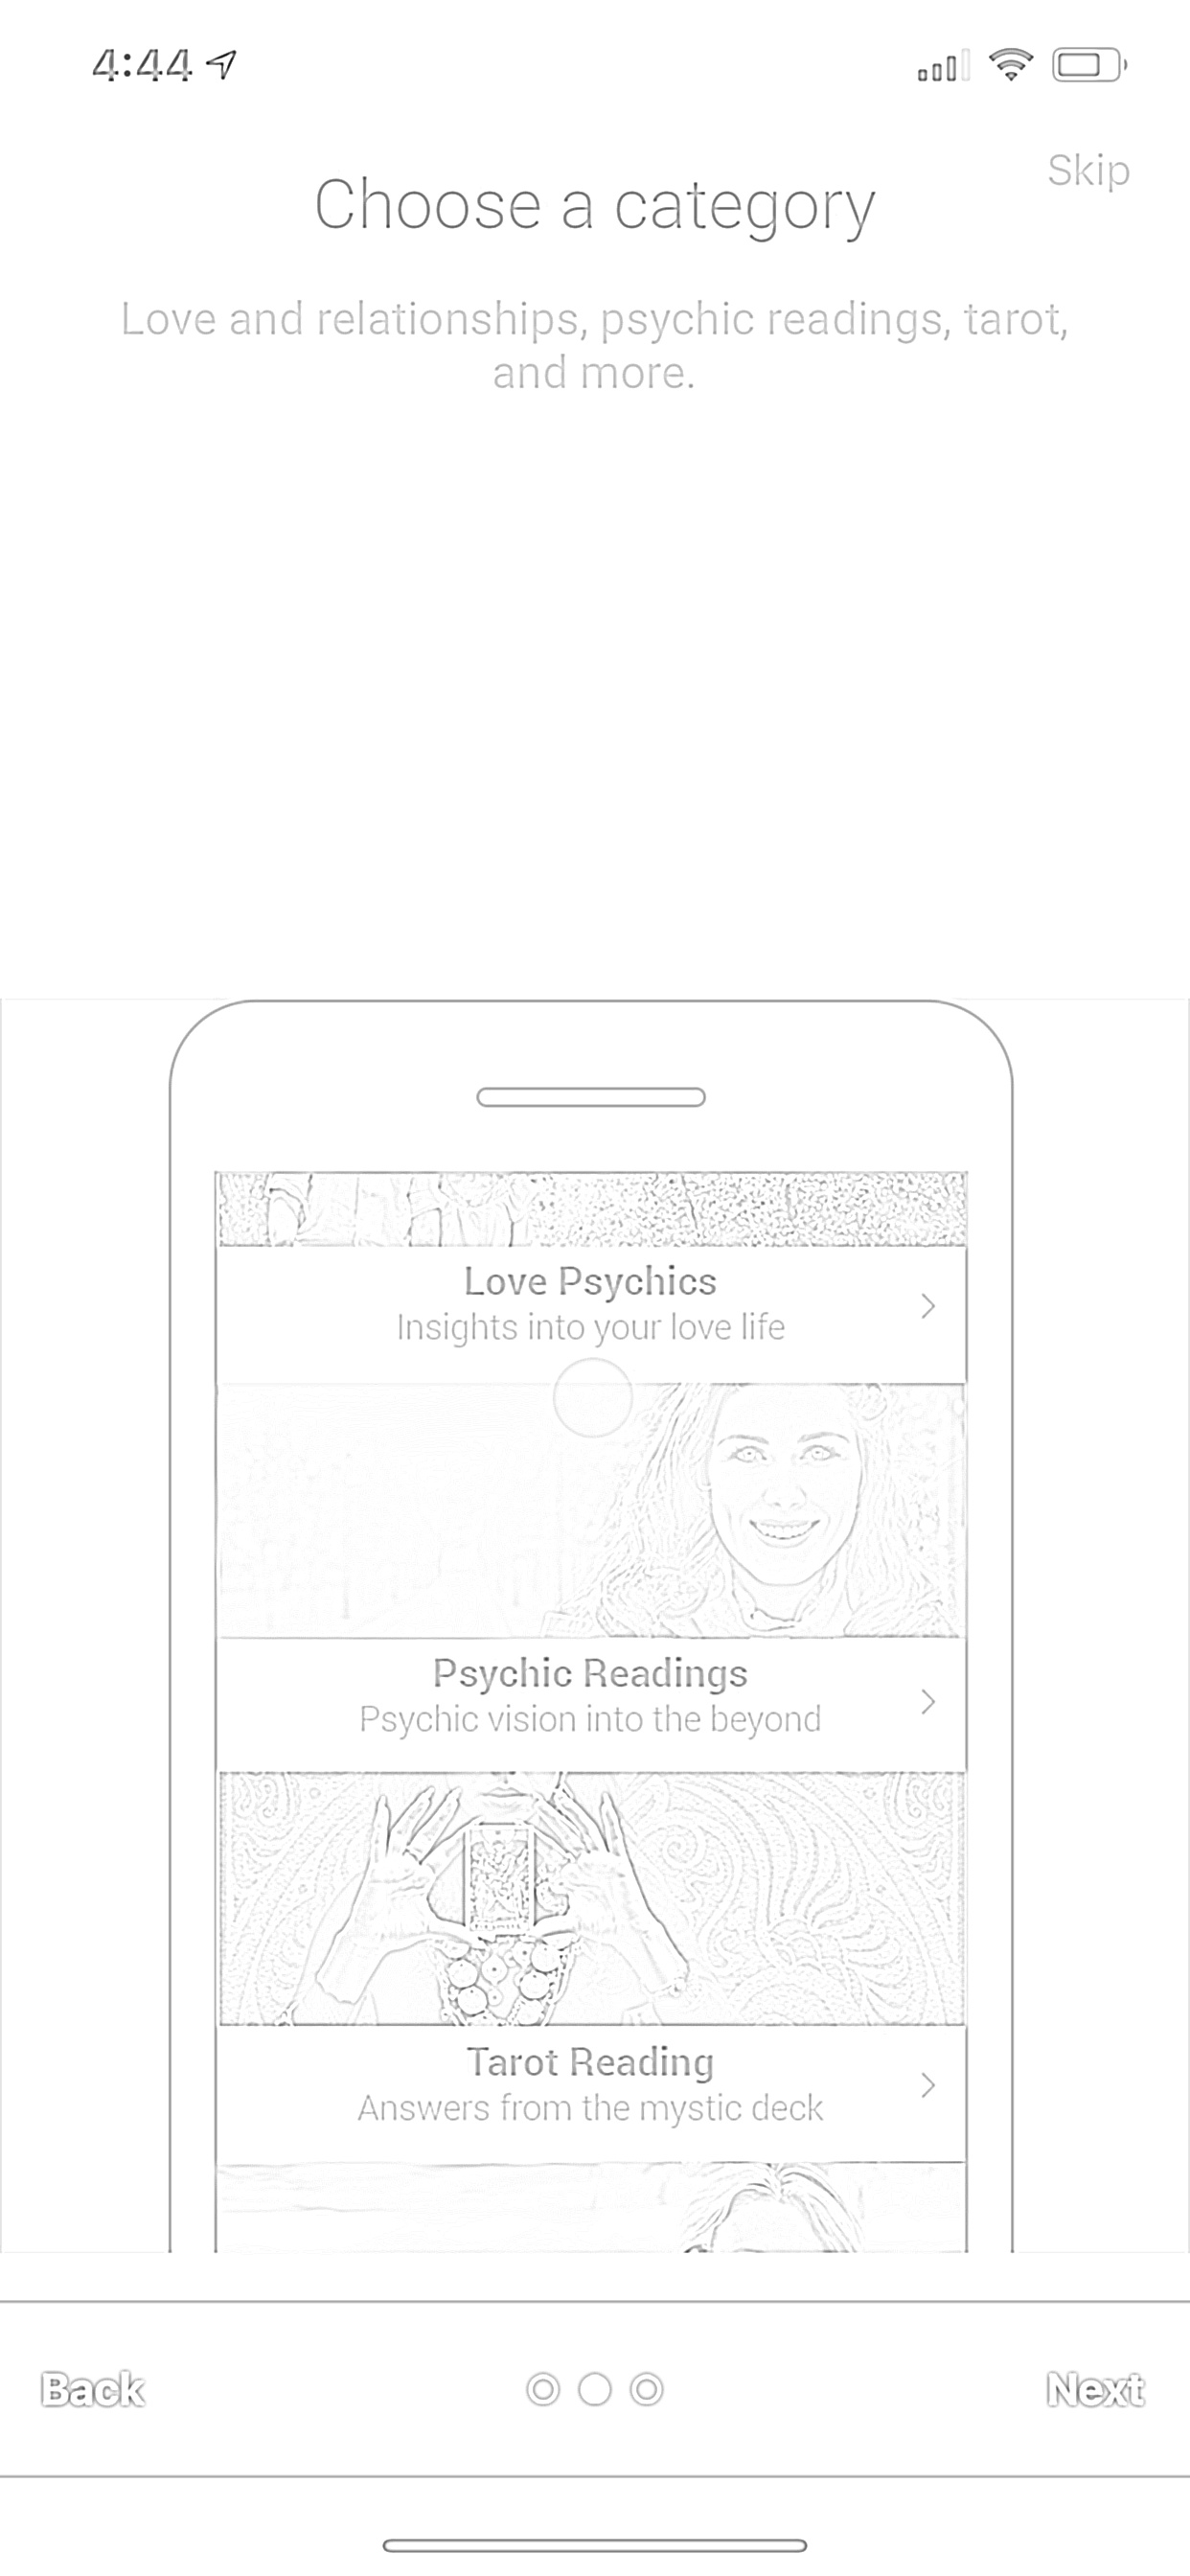 4:44
Skip
Choose a category
Love and relationships, psychic readings, tarot,
and more.
Love Psychics
Insights into your love life
Psychic Readings
Psychic vision into the beyond
Tarot Reading
Answers from the mystic deck
Back
Next